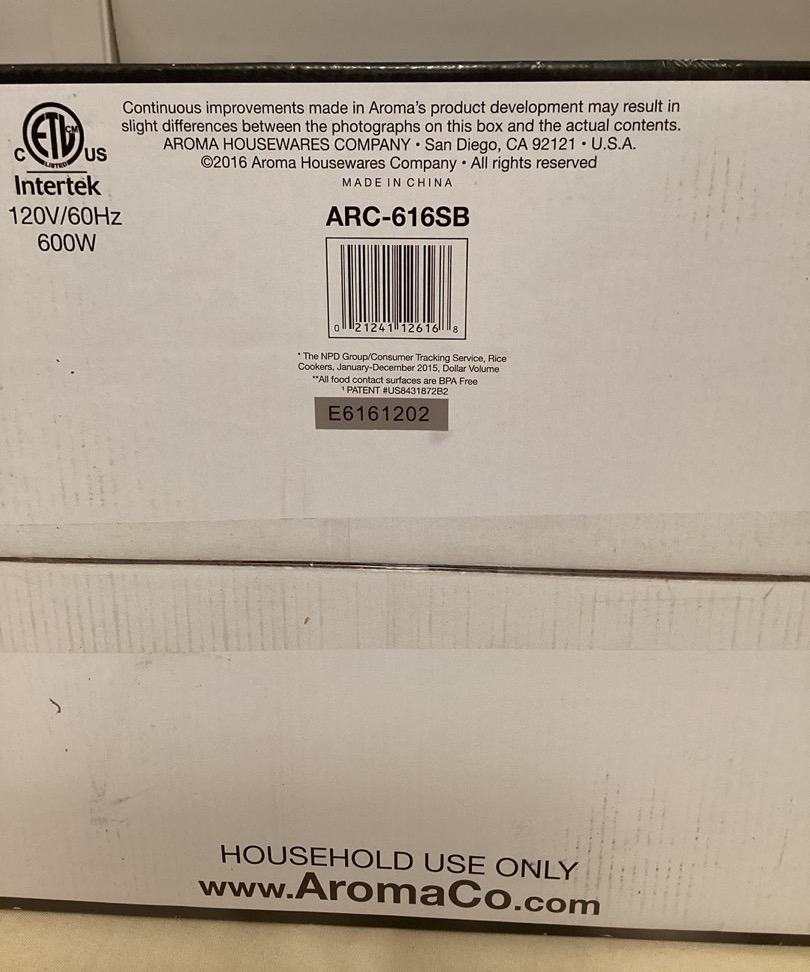 Continuous improvements made in Aroma's product development may result in
slight differences between the photographs on this box and the actual contents.
AROMA HOUSEWARES COMPANY • San Diego, CA 92121 • U.S.A.
©2016 Aroma Housewares Company • All rights reserved
MADE IN CHINA
ETL CM
LISTED
C US
Intertek
120V/60Hz
600W
ARC-616SB
0 21241 12616 8
* The NPD Group/Consumer Tracking Service, Rice
Cookers, January-December 2015, Dollar Volume
**All food contact surfaces are BPA Free
¹ PATENT #US8431872B2
E6161202
HOUSEHOLD USE ONLY
www.AromaCo.com